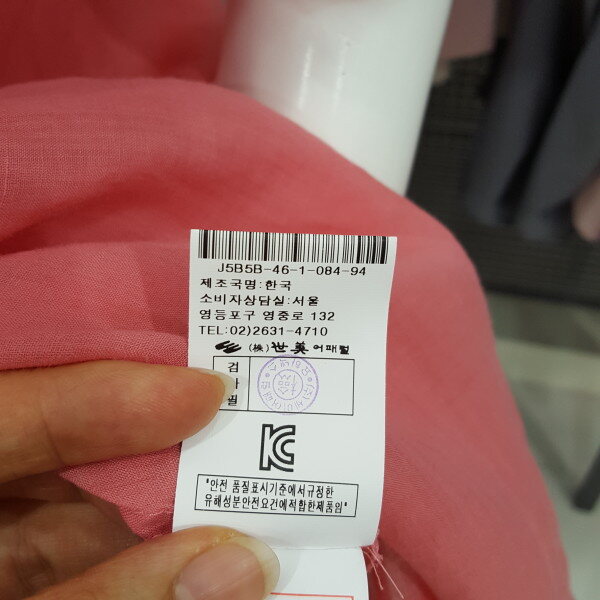 J5B5B-46-1-084-94
제조국명:한국
소비자상담실:서울
영등포구 영중로 132
TEL:02)2631-4710
(株) 世美 어패럴
검
사
필
"안전 품질표시기준에서규정한
유해성분안전요건에적합한제품임"